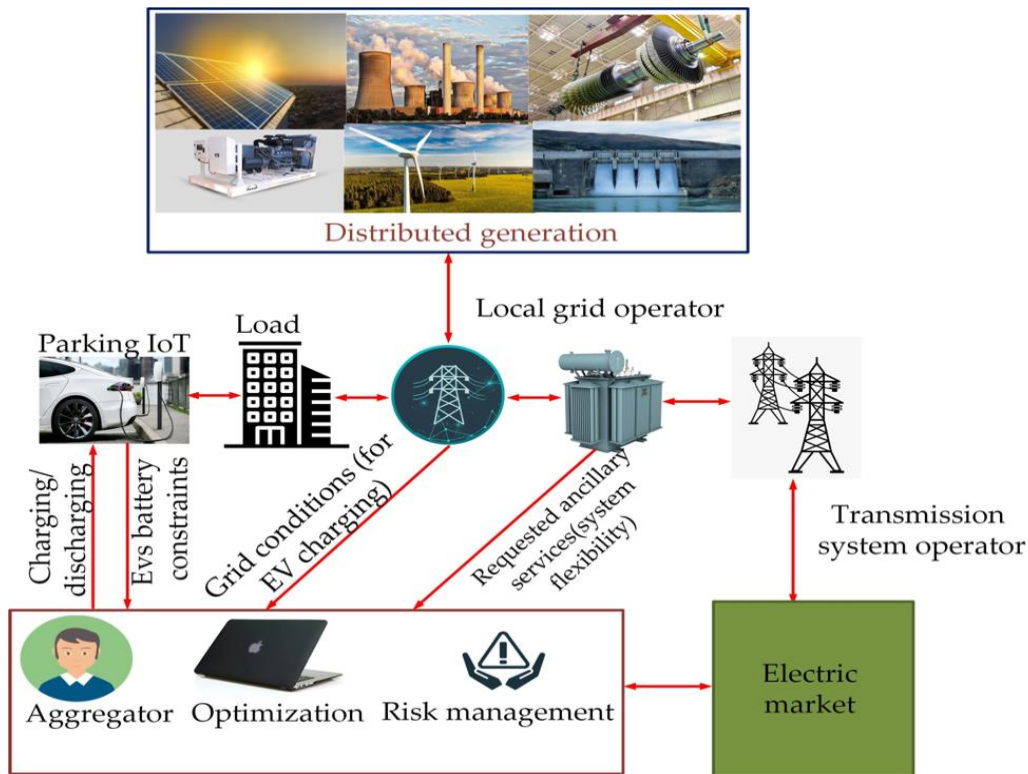 Distributed generation
Local grid operator
Load
Parking IoT
Charging/
discharging
Evs battery
constraints
Grid conditions (for
EV charging)
Requested ancillary
services(system
flexibility)
Transmission
system operator
Aggregator
Optimization
Risk management
Electric
market